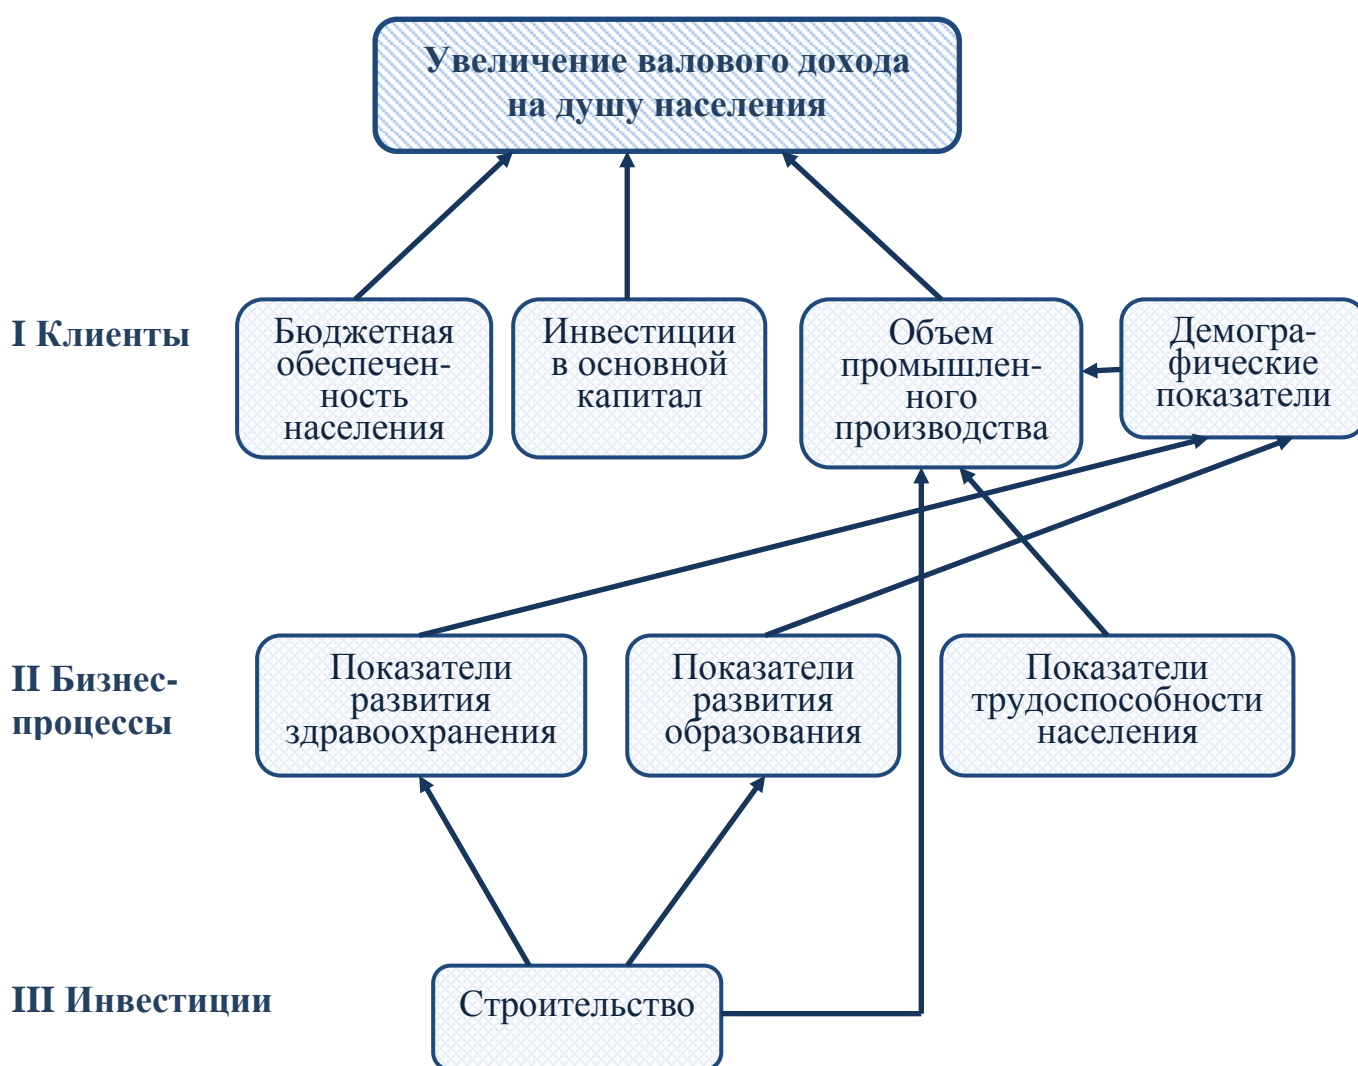 Увеличение валового дохода
на душу населения
I Клиенты
Бюджетная
обеспечен-
ность
населения
Инвестиции
в основной
капитал
Объем
промышлен-
ного
производства
Демогра-
фические
показатели
II Бизнес-
процессы
Показатели
развития
здравоохранения
Показатели
развития
образования
Показатели
трудоспособности
населения
III Инвестиции
Строительство